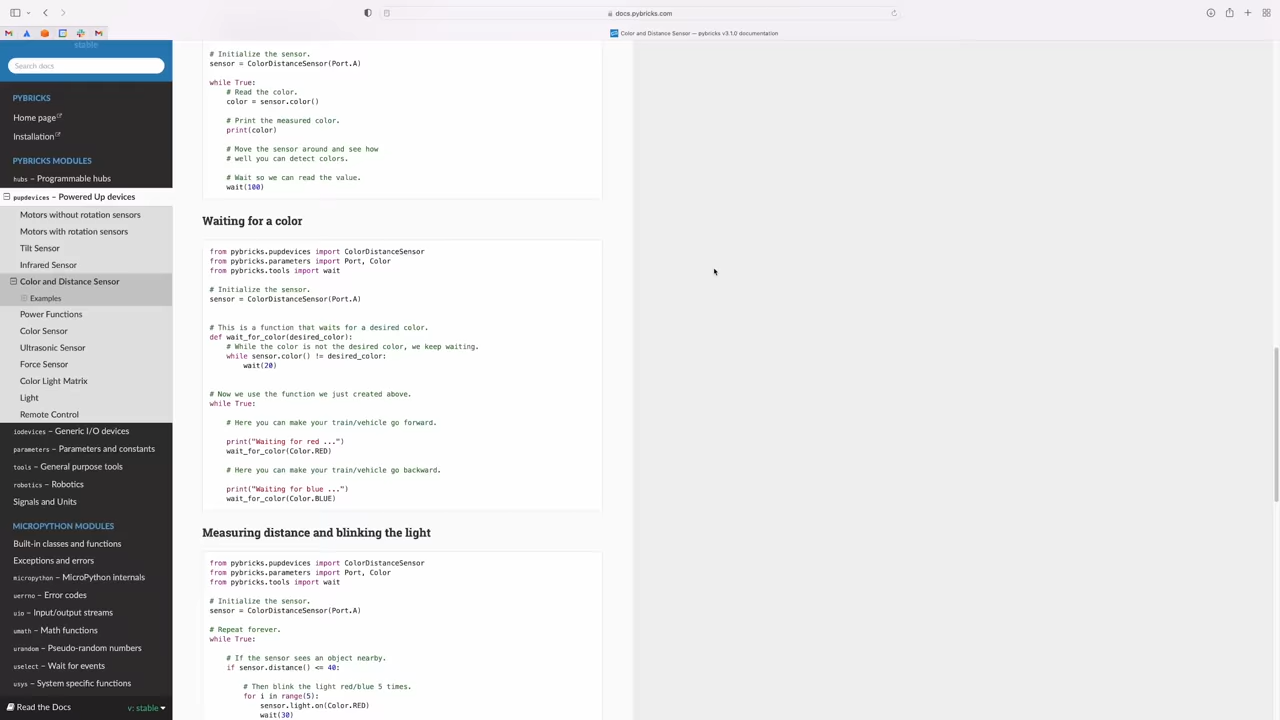 docs.pybricks.com
Color and Distance Sensor — pybricks v3.1.0 documentation
stable
Search docs
PYBRICKS
Home page
Installation
PYBRICKS MODULES
hubs – Programmable hubs
pupdevices – Powered Up devices
Motors without rotation sensors
Motors with rotation sensors
Tilt Sensor
Infrared Sensor
Color and Distance Sensor
Examples
Power Functions
Color Sensor
Ultrasonic Sensor
Force Sensor
Color Light Matrix
Light
Remote Control
iodevices – Generic I/O devices
parameters – Parameters and constants
tools – General purpose tools
robotics – Robotics
Signals and Units
MICROPYTHON MODULES
Built-in classes and functions
Exceptions and errors
micropython – MicroPython internals
uerrno – Error codes
uio – Input/output streams
umath – Math functions
urandom – Pseudo-random numbers
uselect – Wait for events
usys – System specific functions
Read the Docs
v: stable
# Initialize the sensor.
sensor = ColorDistanceSensor(Port.A)
while True:
# Read the color.
color = sensor.color()
# Print the measured color.
print(color)
# Move the sensor around and see how
# well you can detect colors.
# Wait so we can read the value.
wait(100)
Waiting for a color
from pybricks.pupdevices import ColorDistanceSensor
from pybricks.parameters import Port, Color
from pybricks.tools import wait
# Initialize the sensor.
sensor = ColorDistanceSensor(Port.A)
# This is a function that waits for a desired color.
def wait_for_color(desired_color):
# While the color is not the desired color, we keep waiting.
while sensor.color() != desired_color:
wait(20)
# Now we use the function we just created above.
while True:
# Here you can make your train/vehicle go forward.
print("Waiting for red ...")
wait_for_color(Color.RED)
# Here you can make your train/vehicle go backward.
print("Waiting for blue ...")
wait_for_color(Color.BLUE)
Measuring distance and blinking the light
from pybricks.pupdevices import ColorDistanceSensor
from pybricks.parameters import Port, Color
from pybricks.tools import wait
# Initialize the sensor.
sensor = ColorDistanceSensor(Port.A)
# Repeat forever.
while True:
# If the sensor sees an object nearby.
if sensor.distance() <= 40:
# Then blink the light red/blue 5 times.
for i in range(5):
sensor.light.on(Color.RED)
wait(30)